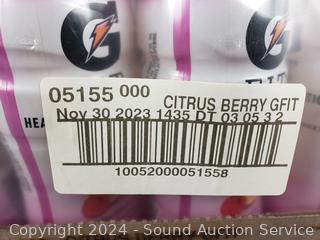 G
G
FIT
HEA
05155 000
CITRUS BERRY GFIT
Nov 30 2023 1435 DT 03 05 3 2
10052000051558
Copyright © 2024 - Sound Auction Service